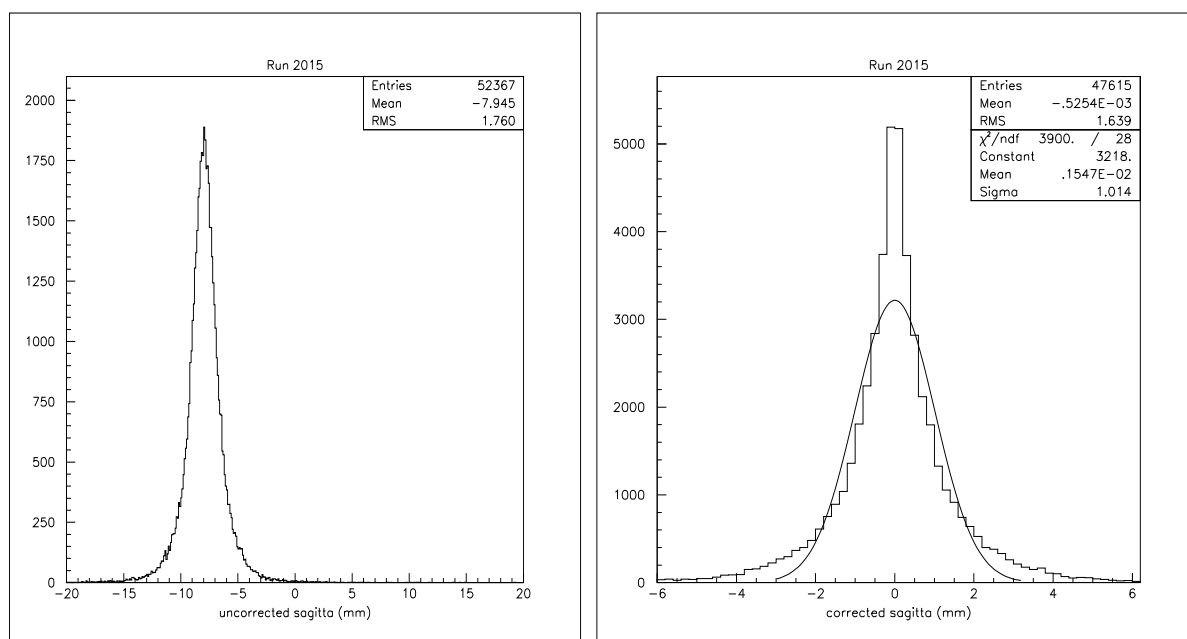 Run 2015
Entries 52367
Mean -7.945
RMS 1.760
2000
1750
1500
1250
1000
750
500
250
0
-20 -15 -10 -5 0 5 10 15 20
uncorrected sagitta (mm)
Run 2015
Entries 47615
Mean -.5254E-03
RMS 1.639
χ²/ndf 3900. / 28
Constant 3218.
Mean .1547E-02
Sigma 1.014
5000
4000
3000
2000
1000
0
-6 -4 -2 0 2 4 6
corrected sagitta (mm)